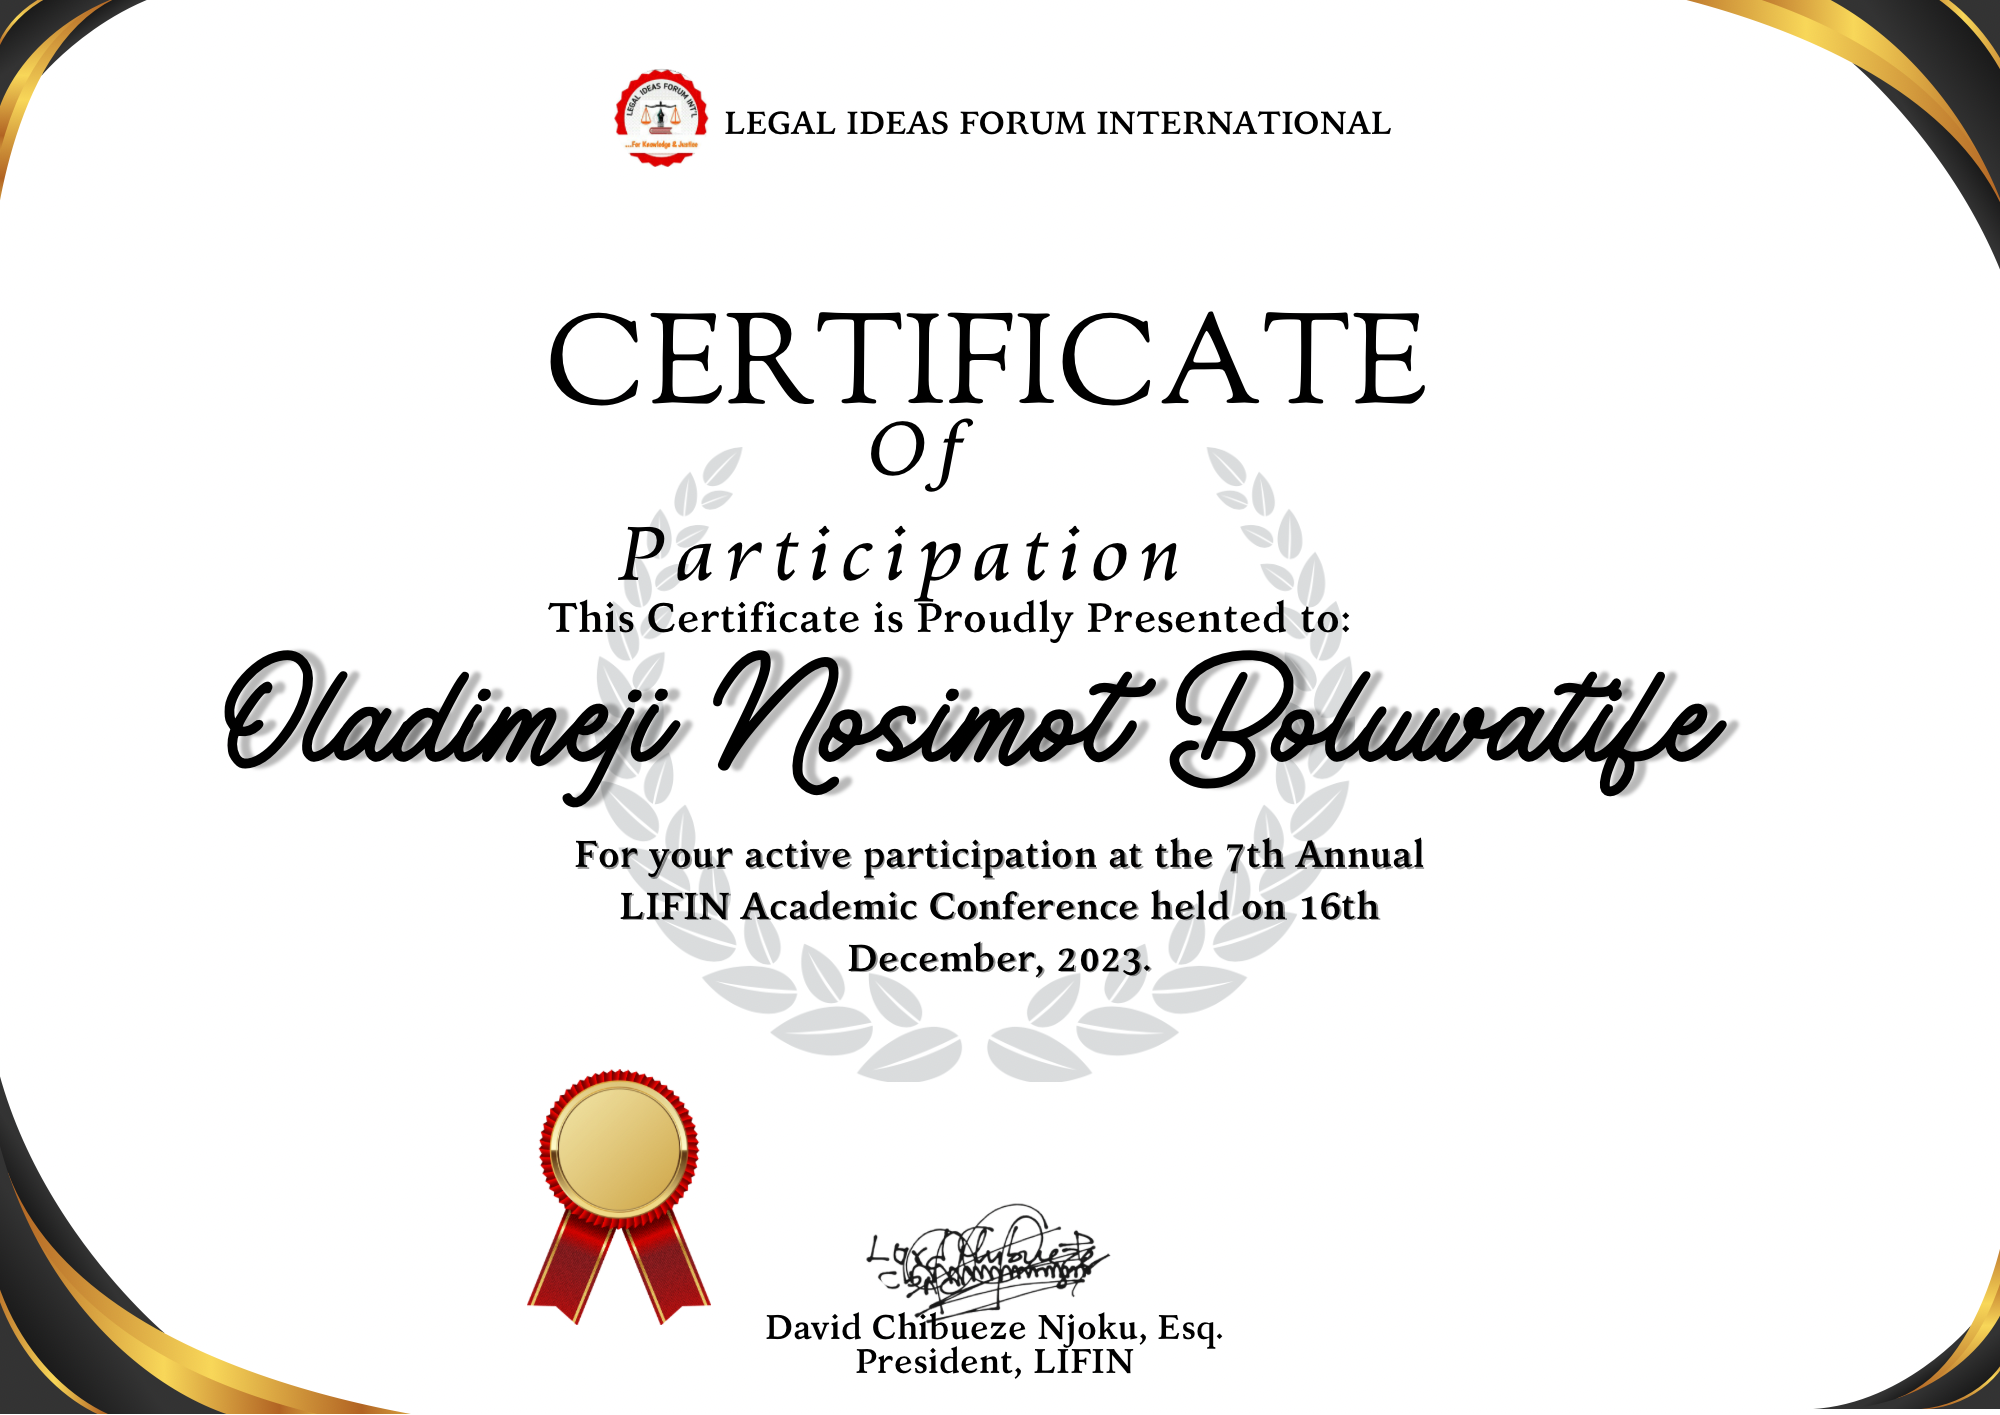 LEGAL IDEAS FORUM INT'L
...For Knowledge & Justice
LEGAL IDEAS FORUM INTERNATIONAL
CERTIFICATE
Of
Participation
This Certificate is Proudly Presented to:
Oladimeji Nosimot Boluwatife
For your active participation at the 7th Annual
LIFIN Academic Conference held on 16th
December, 2023.
David Chibueze Njoku, Esq.
President, LIFIN